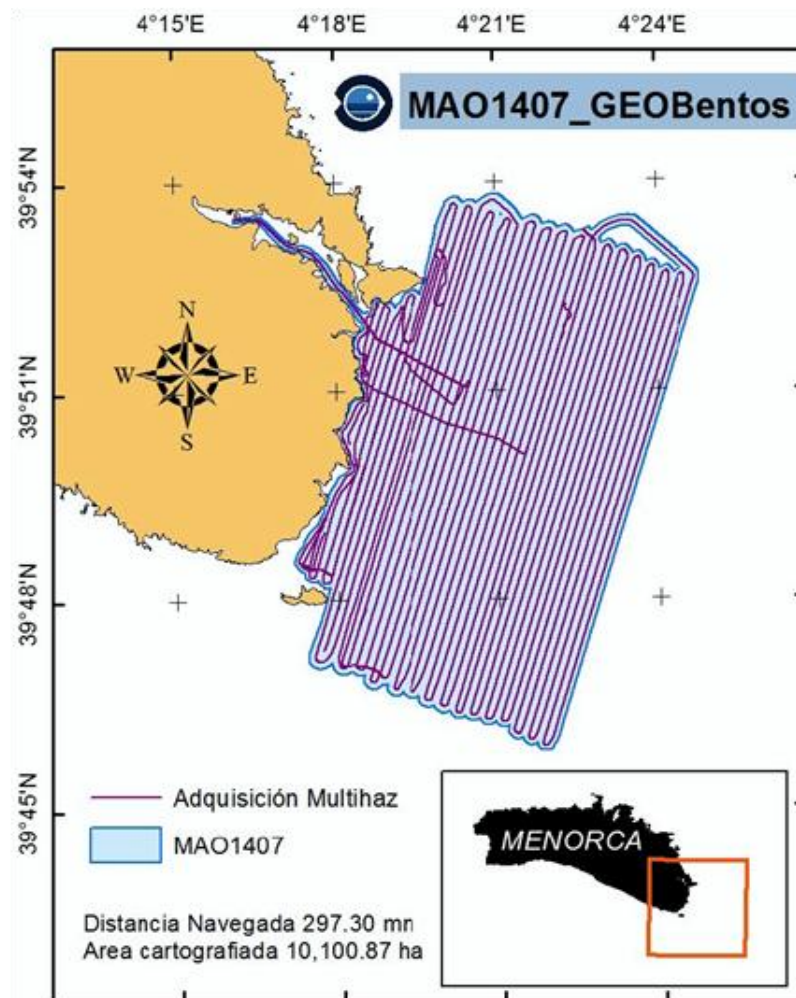 4°15'E 4°18'E 4°21'E 4°24'E
MAO1407_GEOBentos
39°54'N
39°51'N
39°48'N
39°45'N
N
W E
S
Adquisición Multihaz
MAO1407
MENORCA
Distancia Navegada 297.30 mn
Area cartografiada 10,100.87 ha